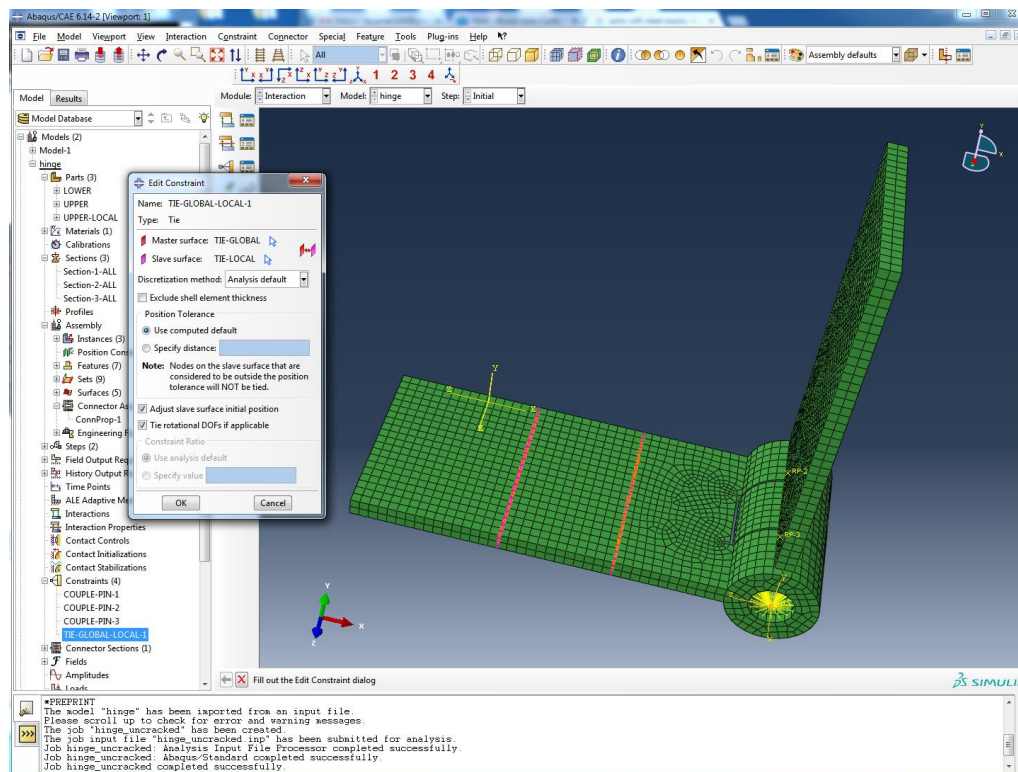 Abaqus/CAE 6.14-2 [Viewport: 1]
File Model Viewport View Interaction Constraint Connector Special Feature Tools Plug-ins Help
All
Assembly defaults
1 2 3 4
Model Results
Module: Interaction Model: hinge Step: Initial
Model Database
Models (2)
Model-1
hinge
Parts (3)
LOWER
UPPER
UPPER-LOCAL
Materials (1)
Calibrations
Sections (3)
Section-1-ALL
Section-2-ALL
Section-3-ALL
Profiles
Assembly
Instances (3)
Position Cons
Features (7)
Sets (9)
Surfaces (5)
Connector As
ConnProp-1
Engineering F
Steps (2)
Field Output Req
History Output R
Time Points
ALE Adaptive Me
Interactions
Interaction Properties
Contact Controls
Contact Initializations
Contact Stabilizations
Constraints (4)
COUPLE-PIN-1
COUPLE-PIN-2
COUPLE-PIN-3
TIE-GLOBAL-LOCAL-1
Connector Sections (1)
Fields
Amplitudes
Loads
Edit Constraint
Name: TIE-GLOBAL-LOCAL-1
Type: Tie
Master surface: TIE-GLOBAL
Slave surface: TIE-LOCAL
Discretization method: Analysis default
Exclude shell element thickness
Position Tolerance
Use computed default
Specify distance:
Note: Nodes on the slave surface that are
considered to be outside the position
tolerance will NOT be tied.
Adjust slave surface initial position
Tie rotational DOFs if applicable
Constraint Ratio
Use analysis default
Specify value
OK Cancel
RP-2
RP-3
Y
X
Z
Fill out the Edit Constraint dialog
SIMULI
*PREPRINT
The model "hinge" has been imported from an input file.
Please scroll up to check for error and warning messages.
The job "hinge_uncracked" has been created.
The job input file "hinge_uncracked.inp" has been submitted for analysis.
Job hinge_uncracked: Analysis Input File Processor completed successfully.
Job hinge_uncracked: Abaqus/Standard completed successfully.
Job hinge_uncracked completed successfully.